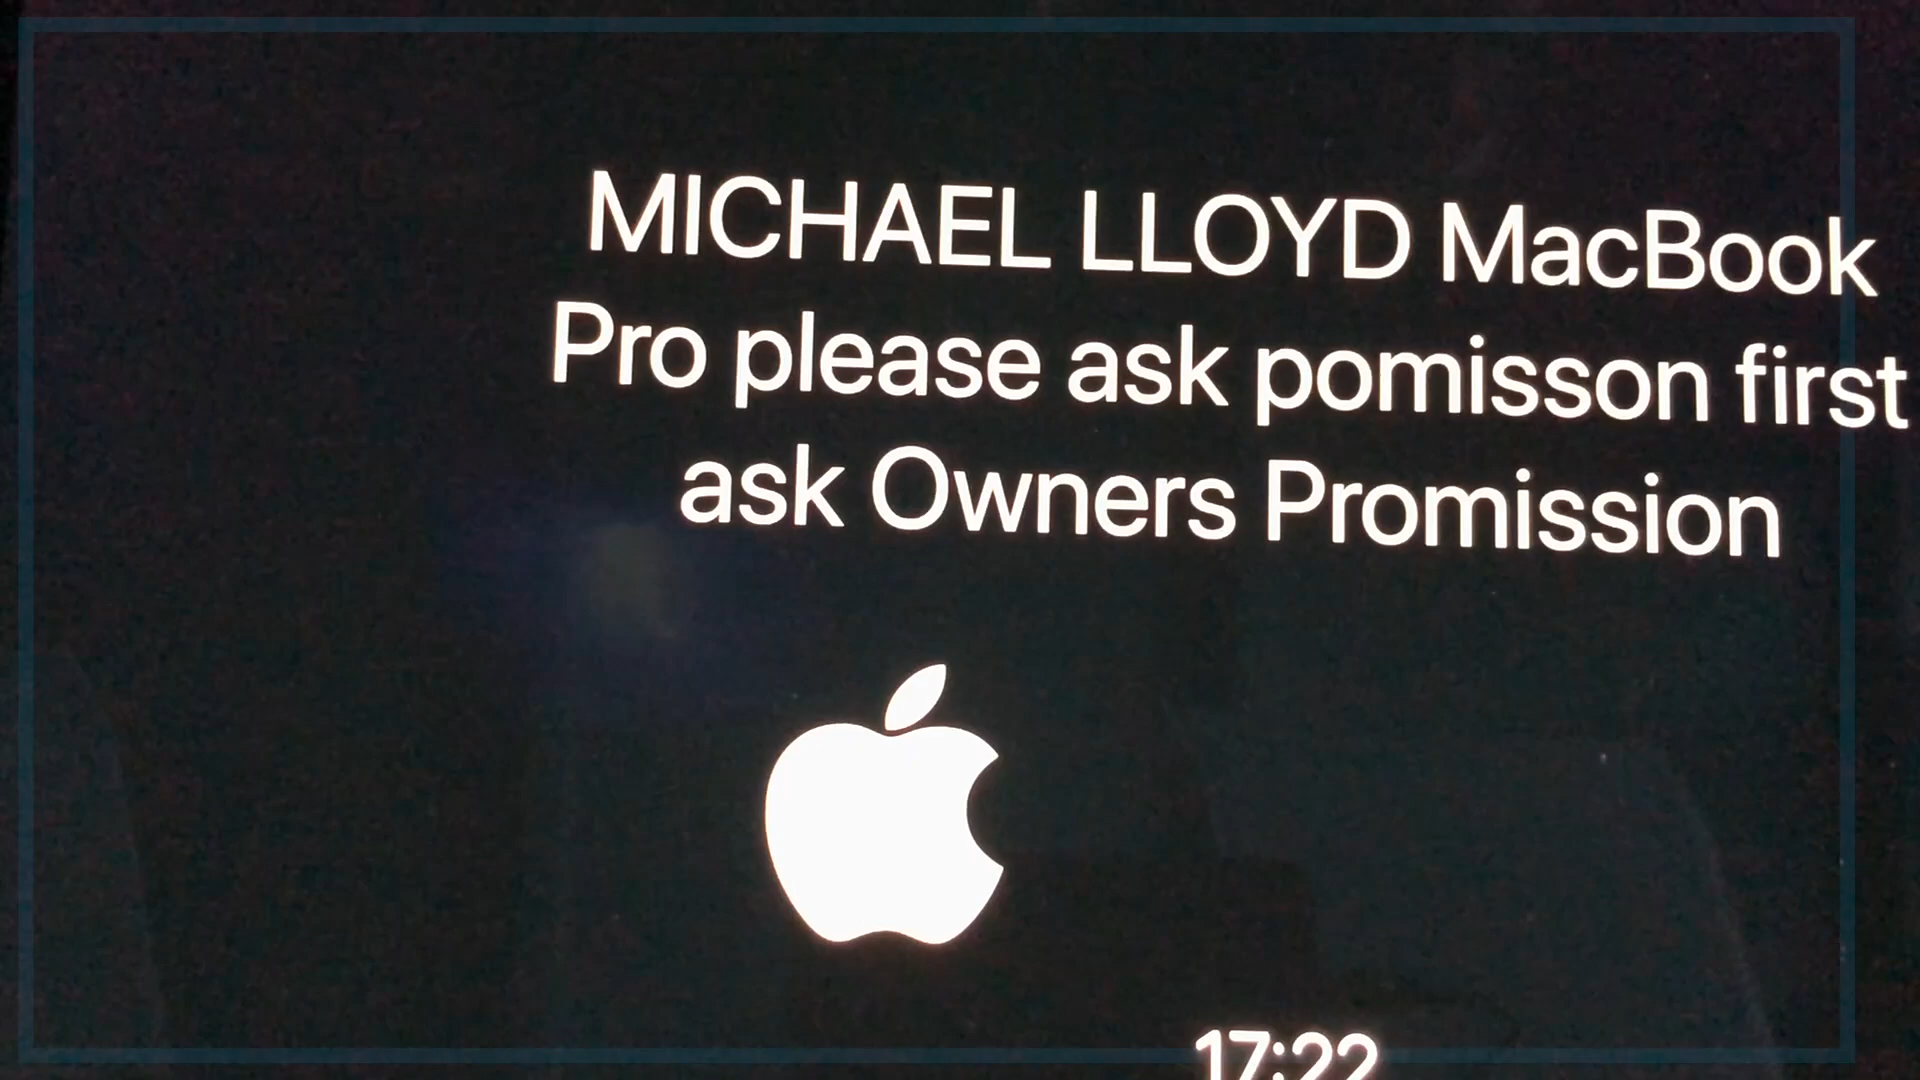 MICHAEL LLOYD MacBook
Pro please ask pomisson first
ask Owners Promission
17:22